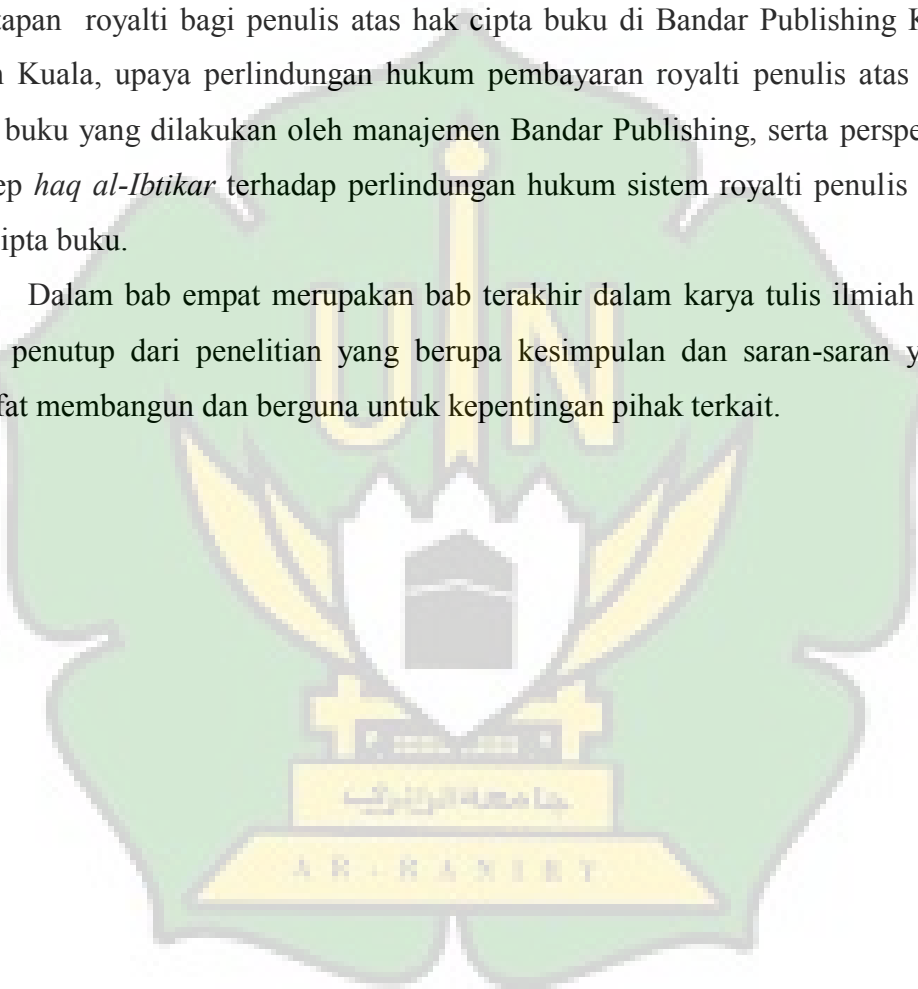 tapan royalti bagi penulis atas hak cipta buku di Bandar Publishing K
n Kuala, upaya perlindungan hukum pembayaran royalti penulis atas
buku yang dilakukan oleh manajemen Bandar Publishing, serta perspe
ep haq al-Ibtikar terhadap perlindungan hukum sistem royalti penulis
ipta buku.
Dalam bab empat merupakan bab terakhir dalam karya tulis ilmiah
penutup dari penelitian yang berupa kesimpulan dan saran-saran y
fat membangun dan berguna untuk kepentingan pihak terkait.
UIN
جامعة الرانيري
AR-RANIRY